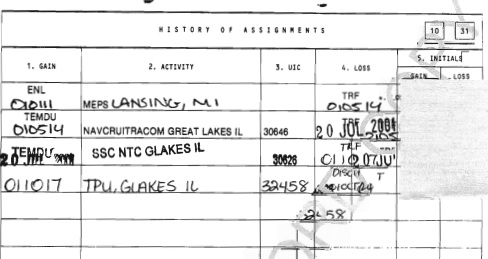 HISTORY OF ASSIGNMENTS
10 31
1. GAIN 2. ACTIVITY 3. UIC 4. LOSS 5. INITIALS
GAIN LOSS
ENL TRF
010111 MEPS LANSING, MI 010514
TEMDU TRF
010514 NAVCRUITRACOM GREAT LAKES IL 30646 20 JUL 2001
TEMDU SSC NTC GLAKES IL 30626
DISCH
011017 TPU, GLAKES IL 32458
2458